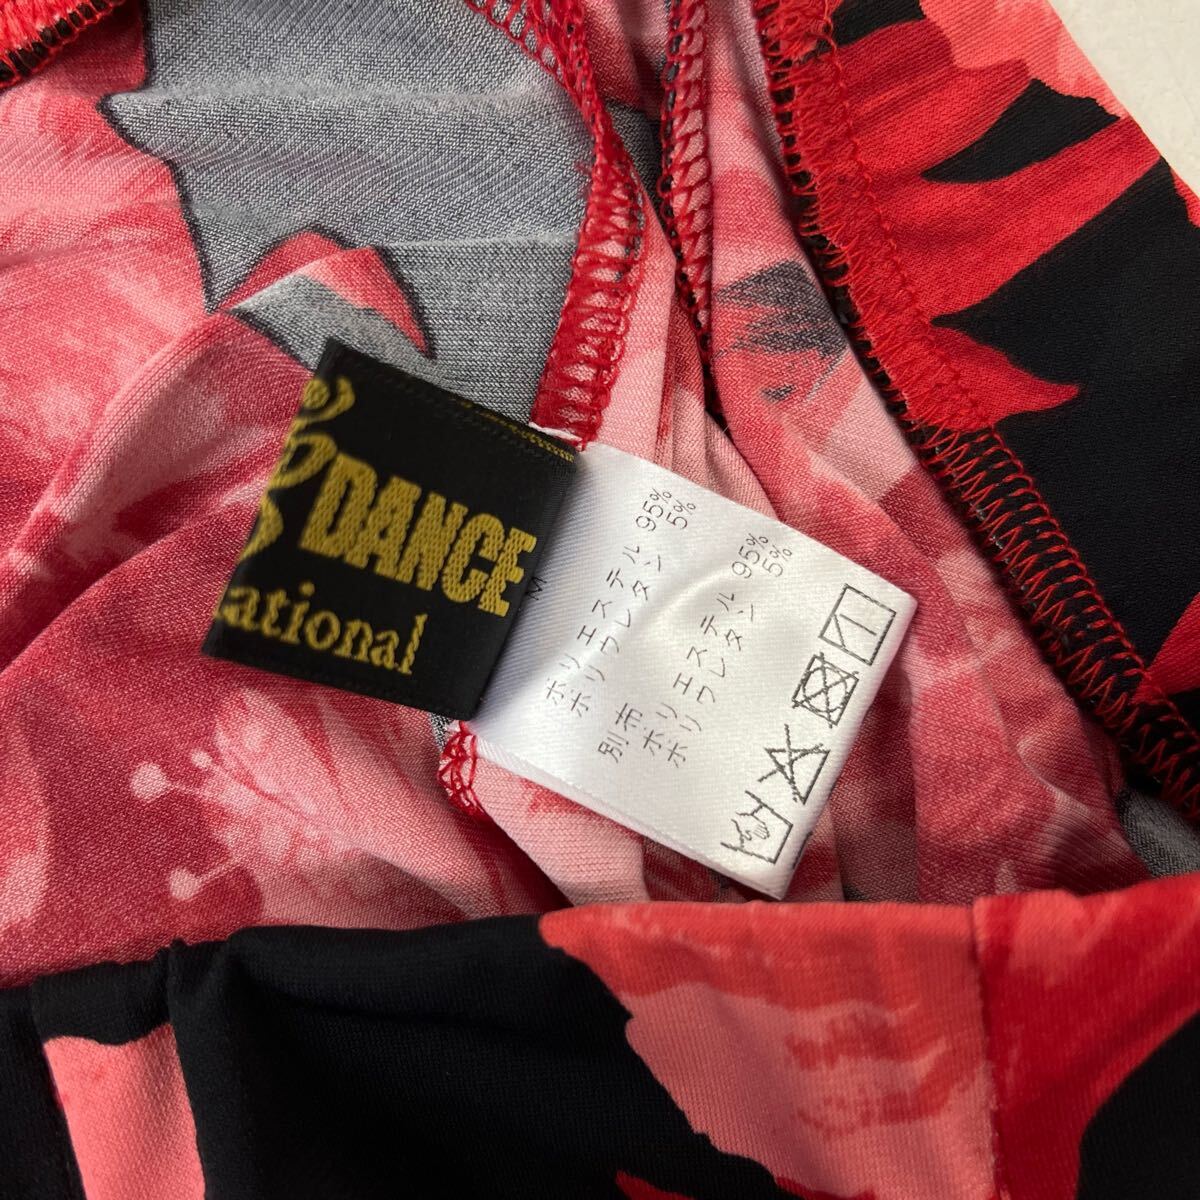 ®
DANCE
ational
M
ポリエステル 95%
ポリウレタン 5%
別布
ポリエステル 95%
ポリウレタン 5%